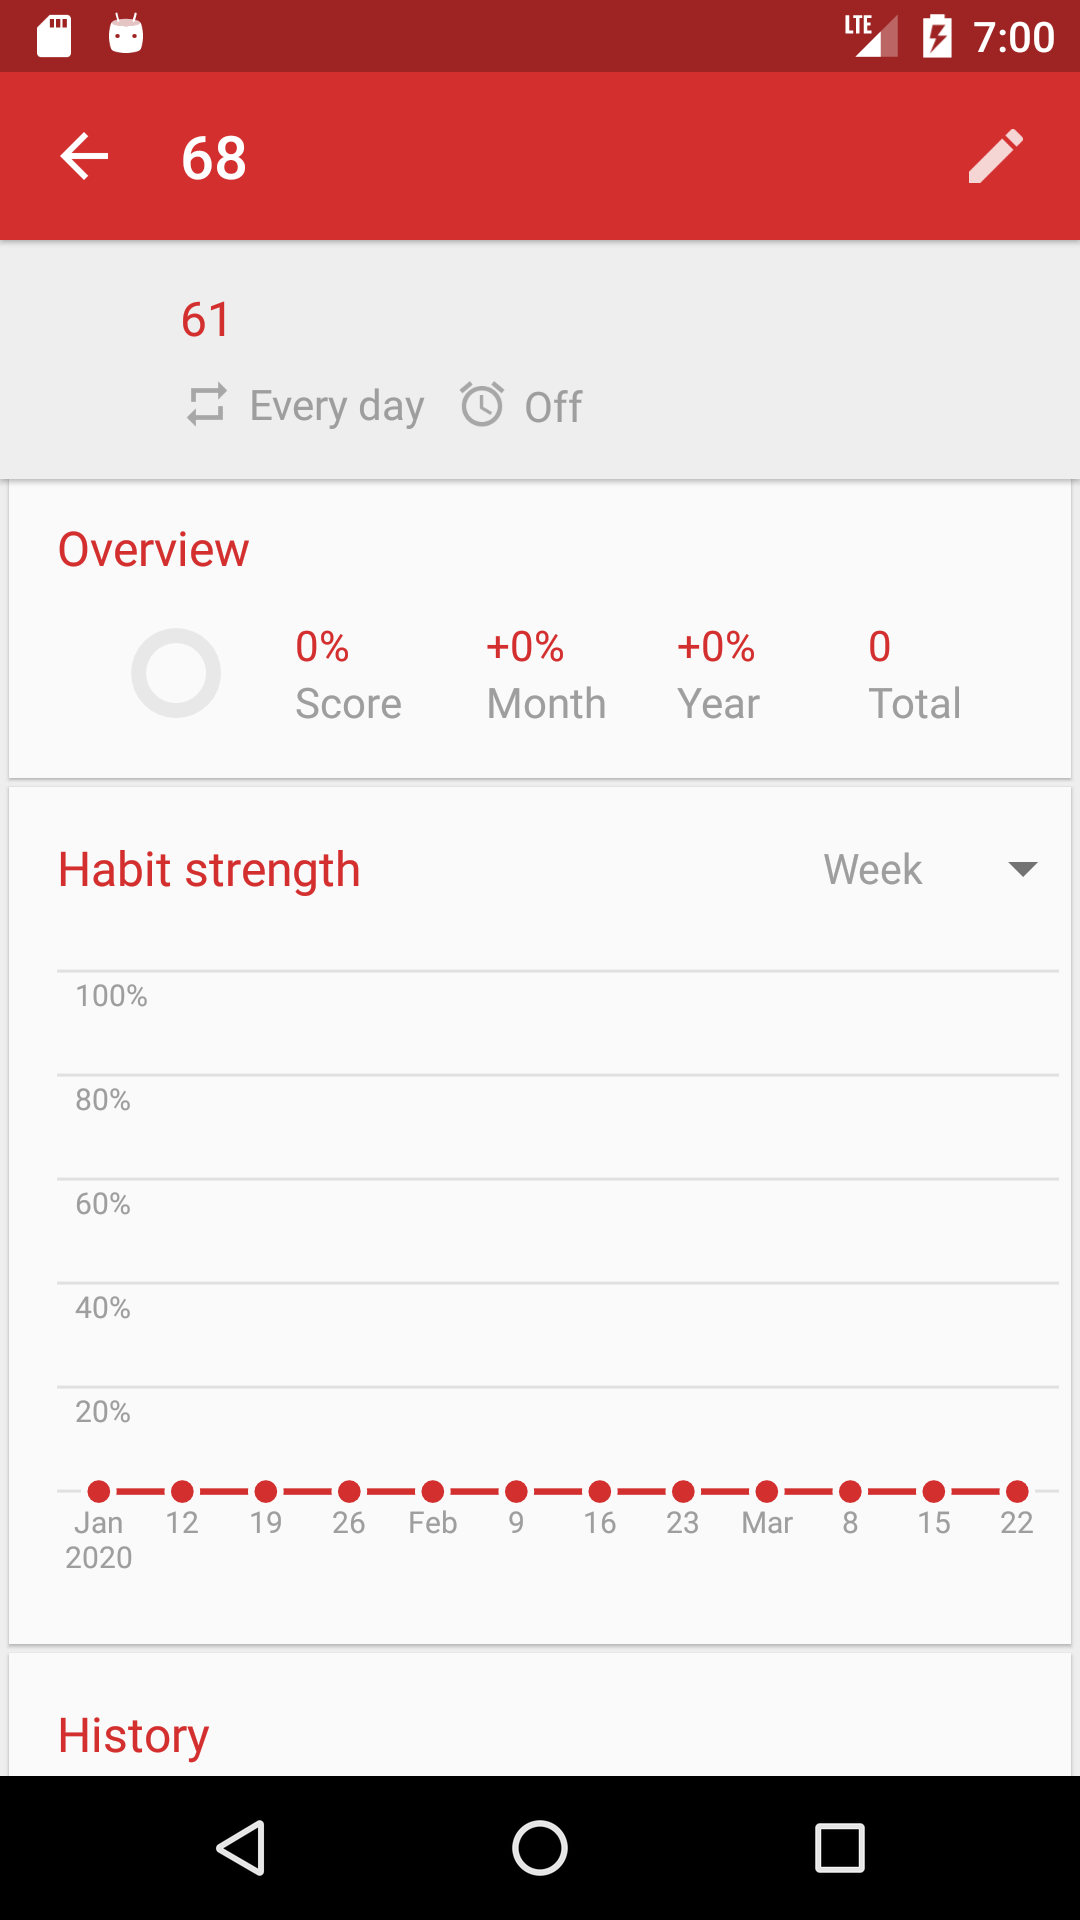 LTE 7:00
68
61
Every day Off
Overview
0% +0% +0% 0
Score Month Year Total
Habit strength Week
100%
80%
60%
40%
20%
Jan 12 19 26 Feb 9 16 23 Mar 8 15 22
2020
History